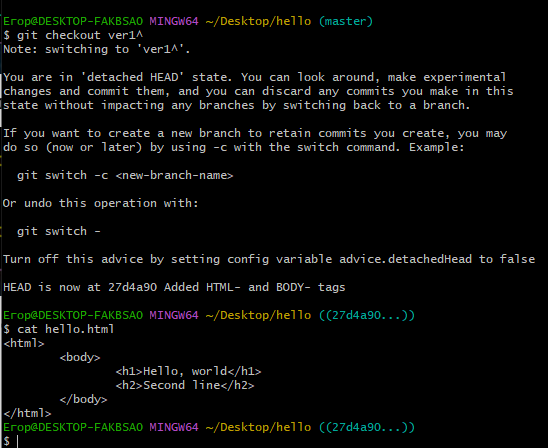 Егор@DESKTOP-FAKBSAO MINGW64 ~/Desktop/hello (master)
$ git checkout ver1^
Note: switching to 'ver1^'.

You are in 'detached HEAD' state. You can look around, make experimental
changes and commit them, and you can discard any commits you make in this
state without impacting any branches by switching back to a branch.

If you want to create a new branch to retain commits you create, you may
do so (now or later) by using -c with the switch command. Example:

  git switch -c <new-branch-name>

Or undo this operation with:

  git switch -

Turn off this advice by setting config variable advice.detachedHead to false

HEAD is now at 27d4a90 Added HTML- and BODY- tags

Егор@DESKTOP-FAKBSAO MINGW64 ~/Desktop/hello ((27d4a90...))
$ cat hello.html
<html>
        <body>
                <h1>Hello, world</h1>
                <h2>Second line</h2>
        </body>
</html>
Егор@DESKTOP-FAKBSAO MINGW64 ~/Desktop/hello ((27d4a90...))
$